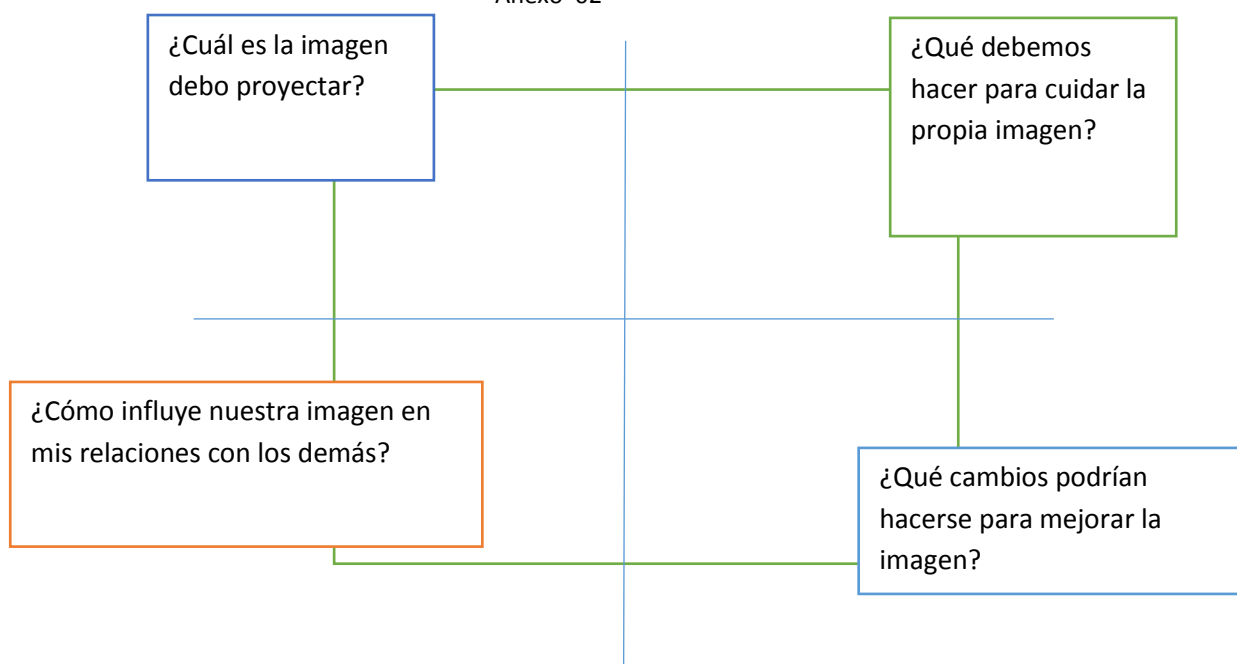 Anexo 02
¿Cuál es la imagen
debo proyectar?
¿Qué debemos
hacer para cuidar la
propia imagen?
¿Cómo influye nuestra imagen en
mis relaciones con los demás?
¿Qué cambios podrían
hacerse para mejorar la
imagen?